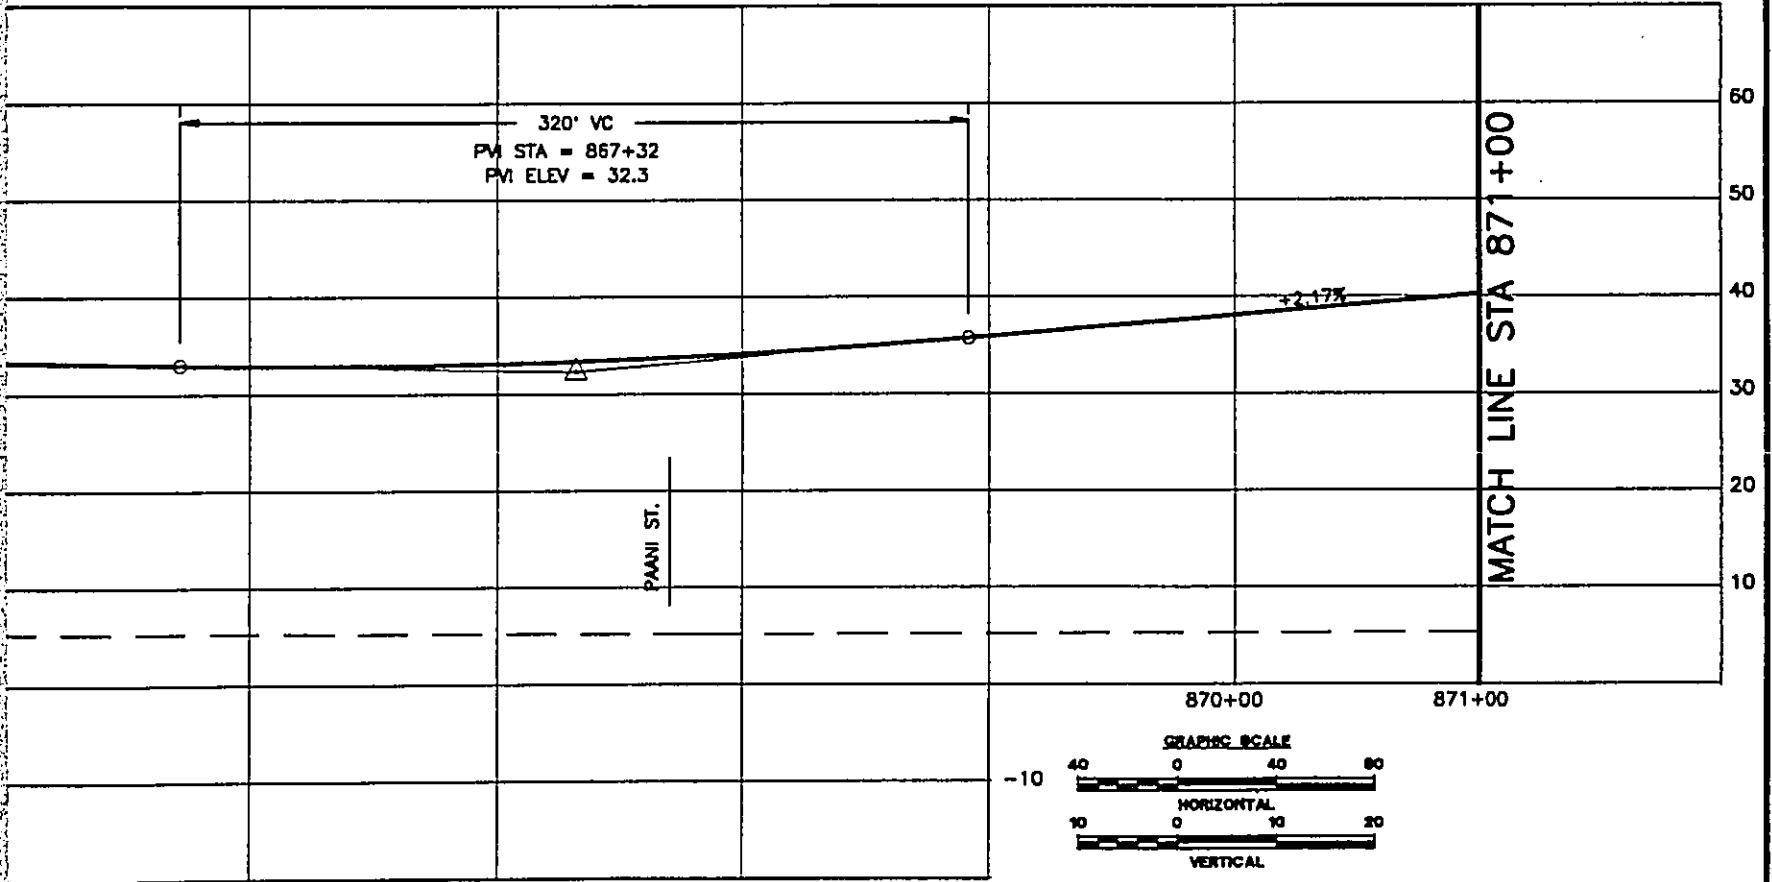 320' VC
PVI STA = 867+32
PVI ELEV = 32.3
+2.17%
PAANI ST.
MATCH LINE STA 871+00
60
50
40
30
20
10
870+00
871+00
-10
GRAPHIC SCALE
40 0 40 80
HORIZONTAL
10 0 10 20
VERTICAL